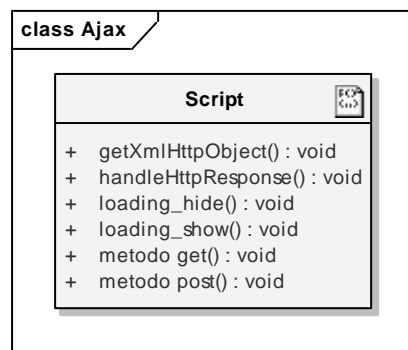 class Ajax
Script
+ getXmlHttpObject() : void
+ handleHttpResponse() : void
+ loading_hide() : void
+ loading_show() : void
+ metodo get() : void
+ metodo post() : void